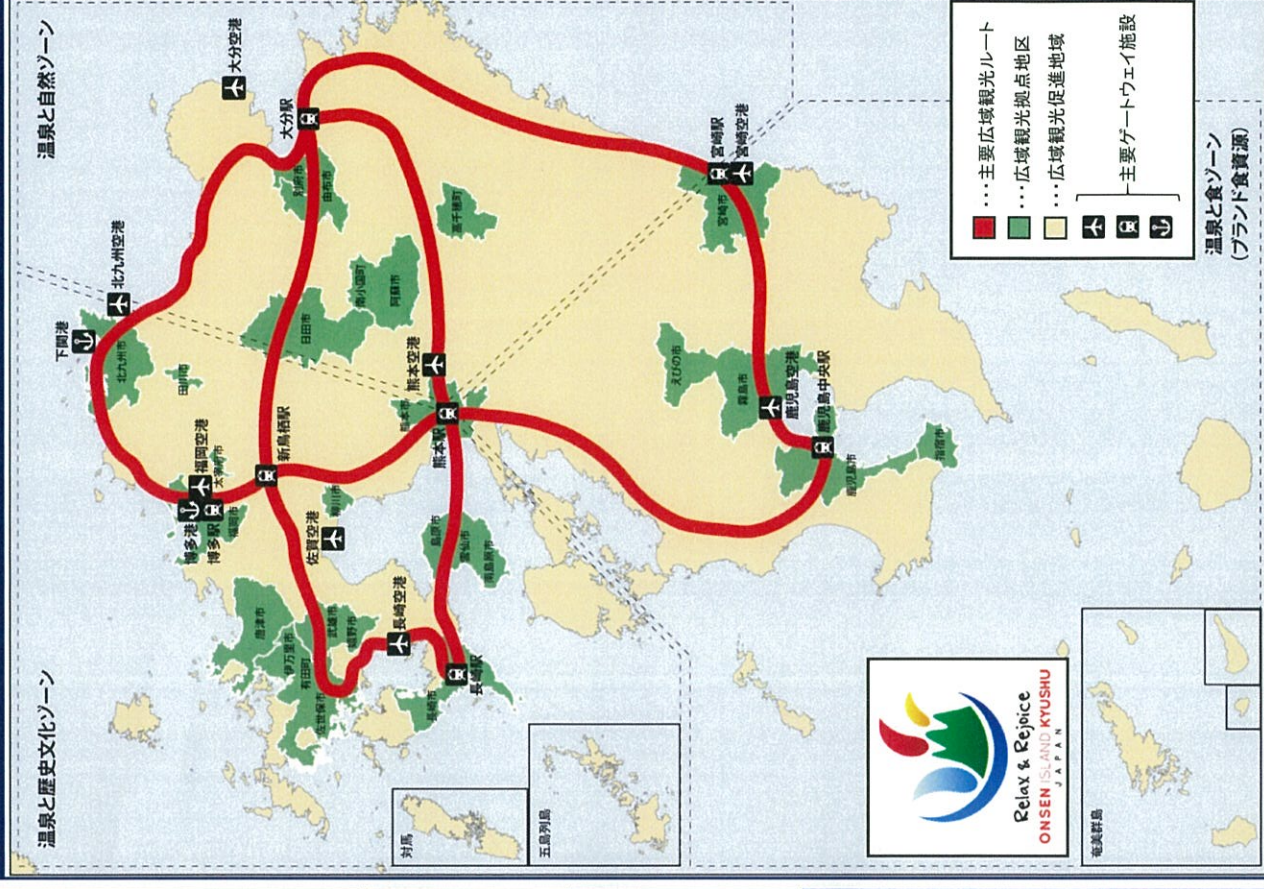 温泉と歴史文化ゾーン
温泉と自然ゾーン
下関港
北九州空港
北九州市
田川市
大分空港
大分駅
別府市
由布市
博多港
博多駅
福岡空港
太宰府市
福岡市
新鳥栖駅
日田市
南小国町
阿蘇市
高千穂町
唐津市
伊万里市
有田町
佐世保市
武雄市
嬉野市
佐賀空港
柳川市
長崎空港
長崎市
長崎駅
島原市
雲仙市
南島原市
熊本市
熊本駅
熊本空港
宮崎駅
宮崎空港
宮崎市
えびの市
霧島市
鹿児島空港
鹿児島中央駅
鹿児島市
指宿市
対馬
五島列島
奄美群島
Relax & Rejoice
ONSEN ISLAND KYUSHU
JAPAN
･･･主要広域観光ルート
･･･広域観光拠点地区
･･･広域観光促進地域
主要ゲートウェイ施設
温泉と食ゾーン
(ブランド食資源)